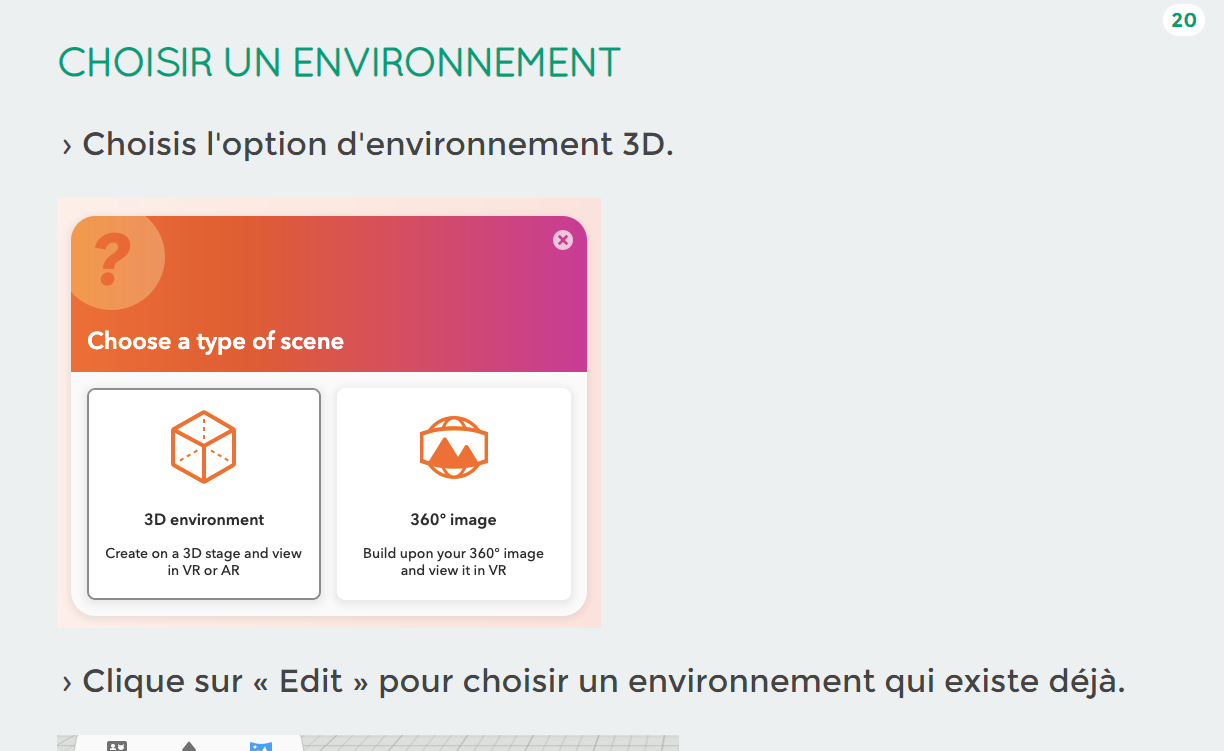 20
CHOISIR UN ENVIRONNEMENT
› Choisis l'option d'environnement 3D.
?
Choose a type of scene
3D environment
Create on a 3D stage and view
in VR or AR
360° image
Build upon your 360° image
and view it in VR
› Clique sur « Edit » pour choisir un environnement qui existe déjà.